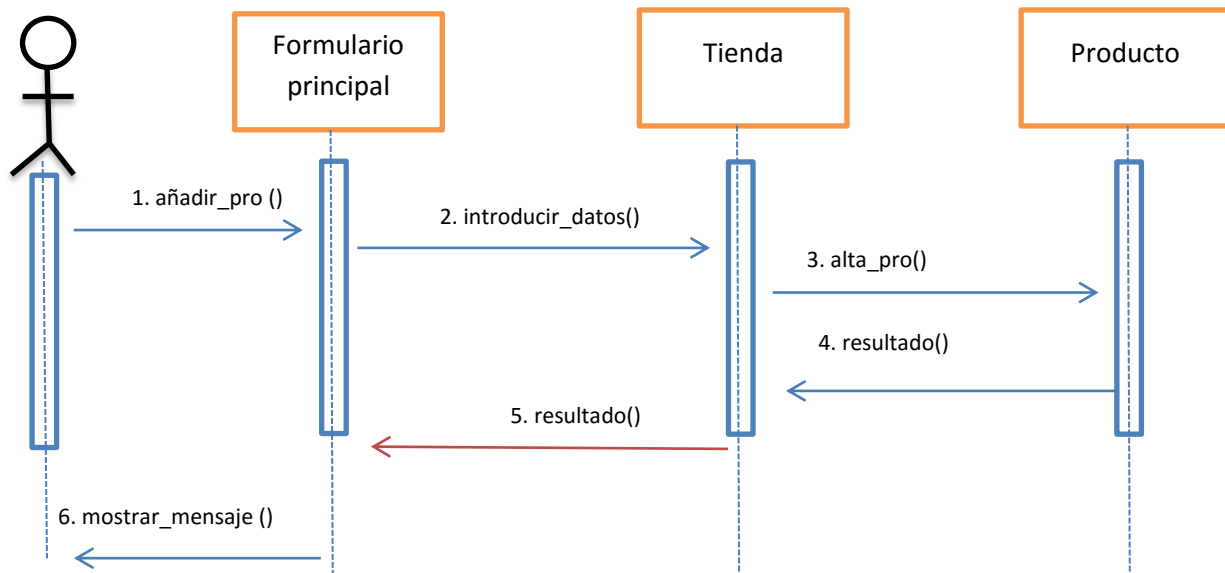 Formulario
principal
Tienda
Producto
1. añadir_pro ()
2. introducir_datos()
3. alta_pro()
4. resultado()
5. resultado()
6. mostrar_mensaje ()